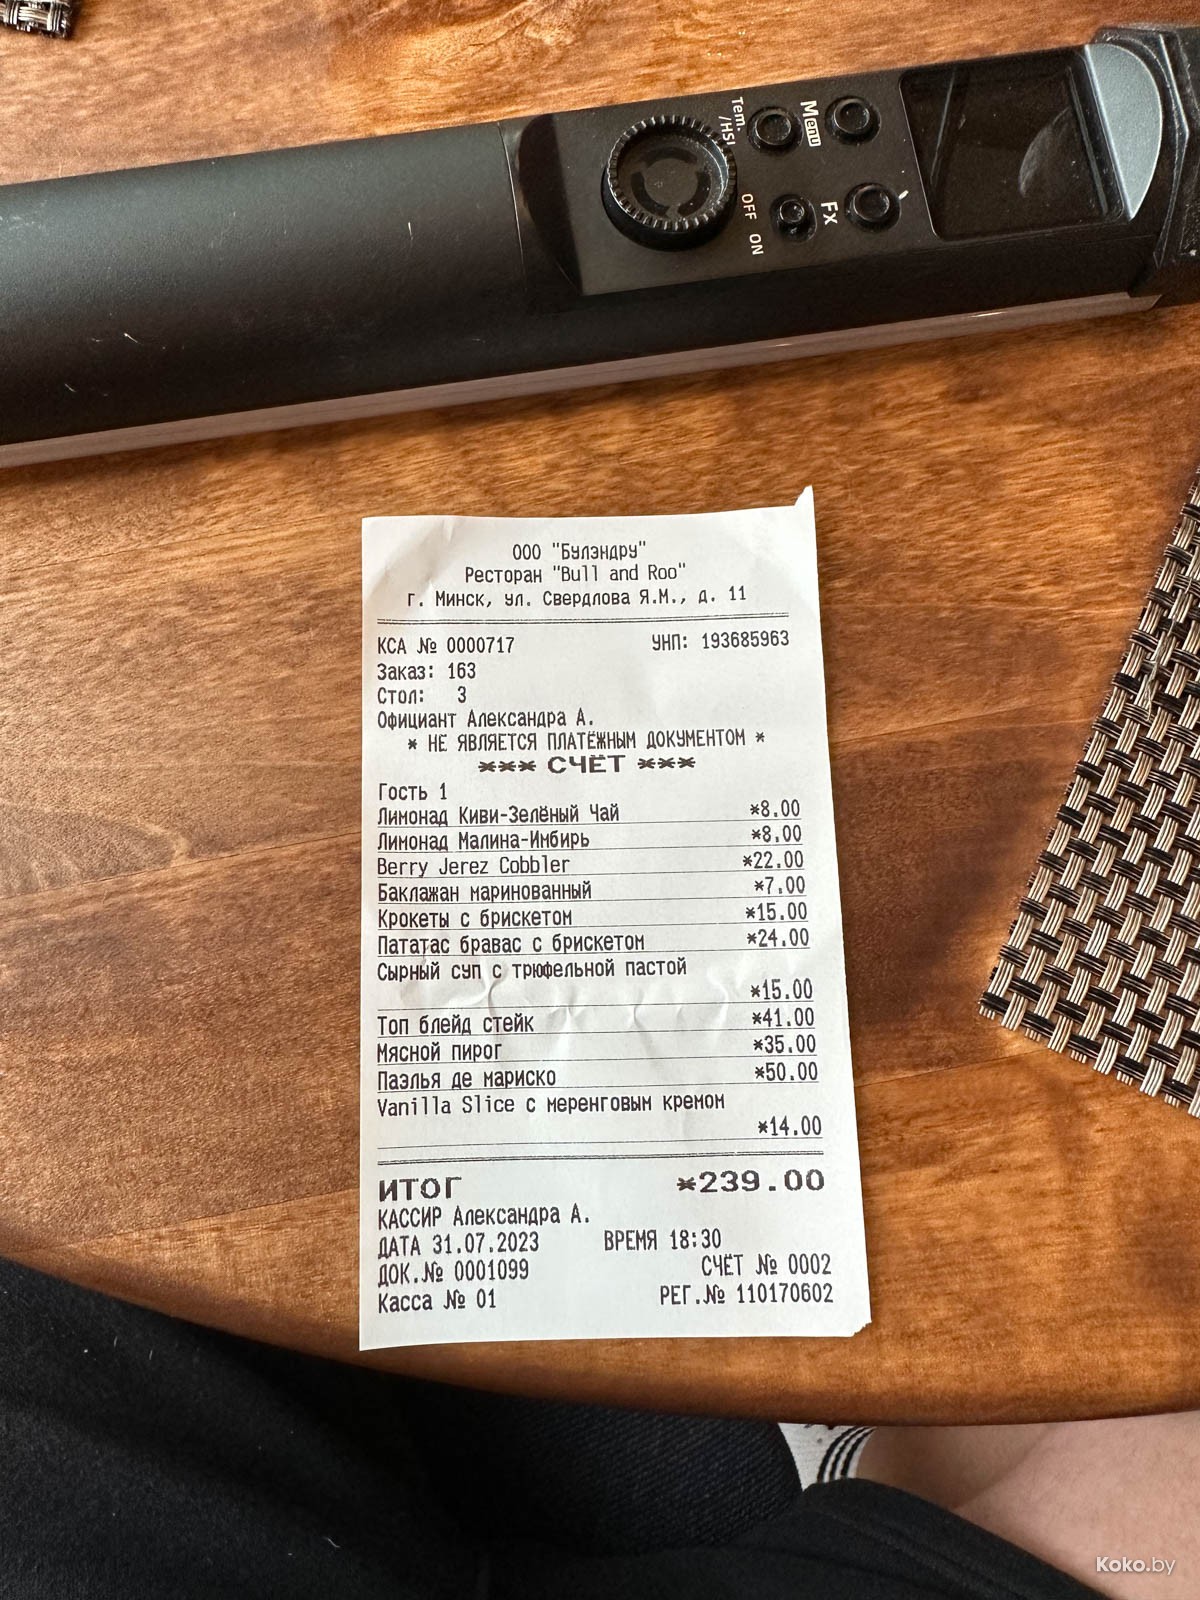 Menu
Tem.
/HSI
Fx
OFF ON
ООО "Булэндру"
Ресторан "Bull and Roo"
г. Минск, ул. Свердлова Я.М., д. 11
КСА № 0000717 УНП: 193685963
Заказ: 163
Стол: 3
Официант Александра А.
* НЕ ЯВЛЯЕТСЯ ПЛАТЁЖНЫМ ДОКУМЕНТОМ *
*** СЧЁТ ***
Гость 1
Лимонад Киви-Зелёный Чай *8.00
Лимонад Малина-Имбирь *8.00
Berry Jerez Cobbler *22.00
Баклажан маринованный *7.00
Крокеты с брискетом *15.00
Пататас бравас с брискетом *24.00
Сырный суп с трюфельной пастой
*15.00
Топ блейд стейк *41.00
Мясной пирог *35.00
Паэлья де мариско *50.00
Vanilla Slice с меренговым кремом
*14.00
ИТОГ *239.00
КАССИР Александра А.
ДАТА 31.07.2023 ВРЕМЯ 18:30
ДОК.№ 0001099 СЧЁТ № 0002
Касса № 01 РЕГ.№ 110170602
Koko.by